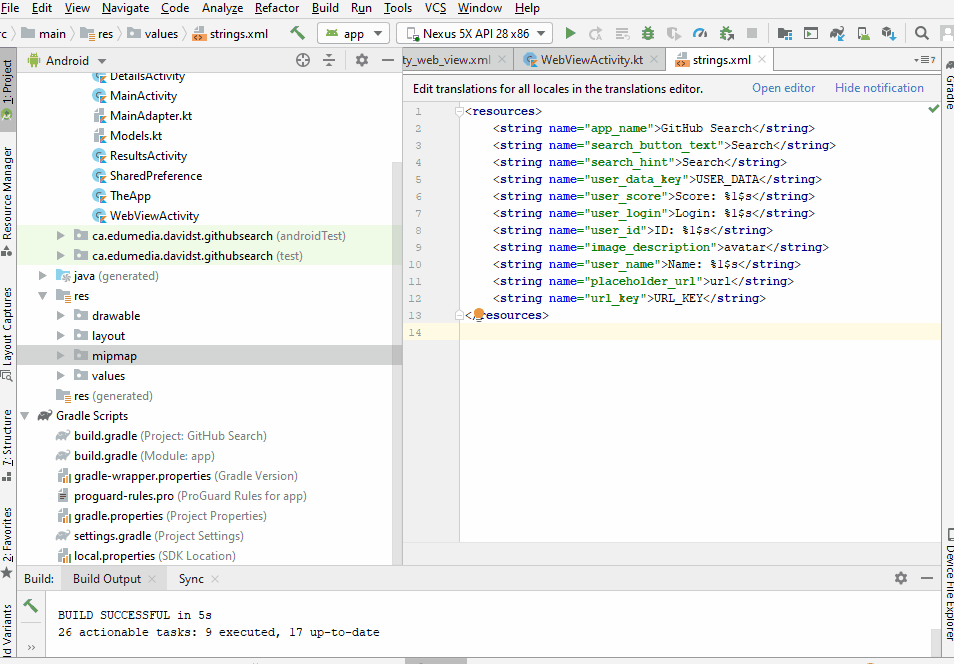 File Edit View Navigate Code Analyze Refactor Build Run Tools VCS Window Help
rc main res values strings.xml app Nexus 5X API 28 x86
1: Project
Resource Manager
Layout Captures
7: Structure
2: Favorites
ld Variants
Android
DetailsActivity
MainActivity
MainAdapter.kt
Models.kt
ResultsActivity
SharedPreference
TheApp
WebViewActivity
ca.edumedia.davidst.githubsearch (androidTest)
ca.edumedia.davidst.githubsearch (test)
java (generated)
res
drawable
layout
mipmap
values
res (generated)
Gradle Scripts
build.gradle (Project: GitHub Search)
build.gradle (Module: app)
gradle-wrapper.properties (Gradle Version)
proguard-rules.pro (ProGuard Rules for app)
gradle.properties (Project Properties)
settings.gradle (Project Settings)
local.properties (SDK Location)
ty_web_view.xml WebViewActivity.kt strings.xml 7
Edit translations for all locales in the translations editor. Open editor Hide notification
1 <resources>
2 <string name="app_name">GitHub Search</string>
3 <string name="search_button_text">Search</string>
4 <string name="search_hint">Search</string>
5 <string name="user_data_key">USER_DATA</string>
6 <string name="user_score">Score: %1$s</string>
7 <string name="user_login">Login: %1$s</string>
8 <string name="user_id">ID: %1$s</string>
9 <string name="image_description">avatar</string>
10 <string name="user_name">Name: %1$s</string>
11 <string name="placeholder_url">url</string>
12 <string name="url_key">URL_KEY</string>
13 </resources>
14
Gradle
Device File Explorer
Build: Build Output Sync
BUILD SUCCESSFUL in 5s
26 actionable tasks: 9 executed, 17 up-to-date